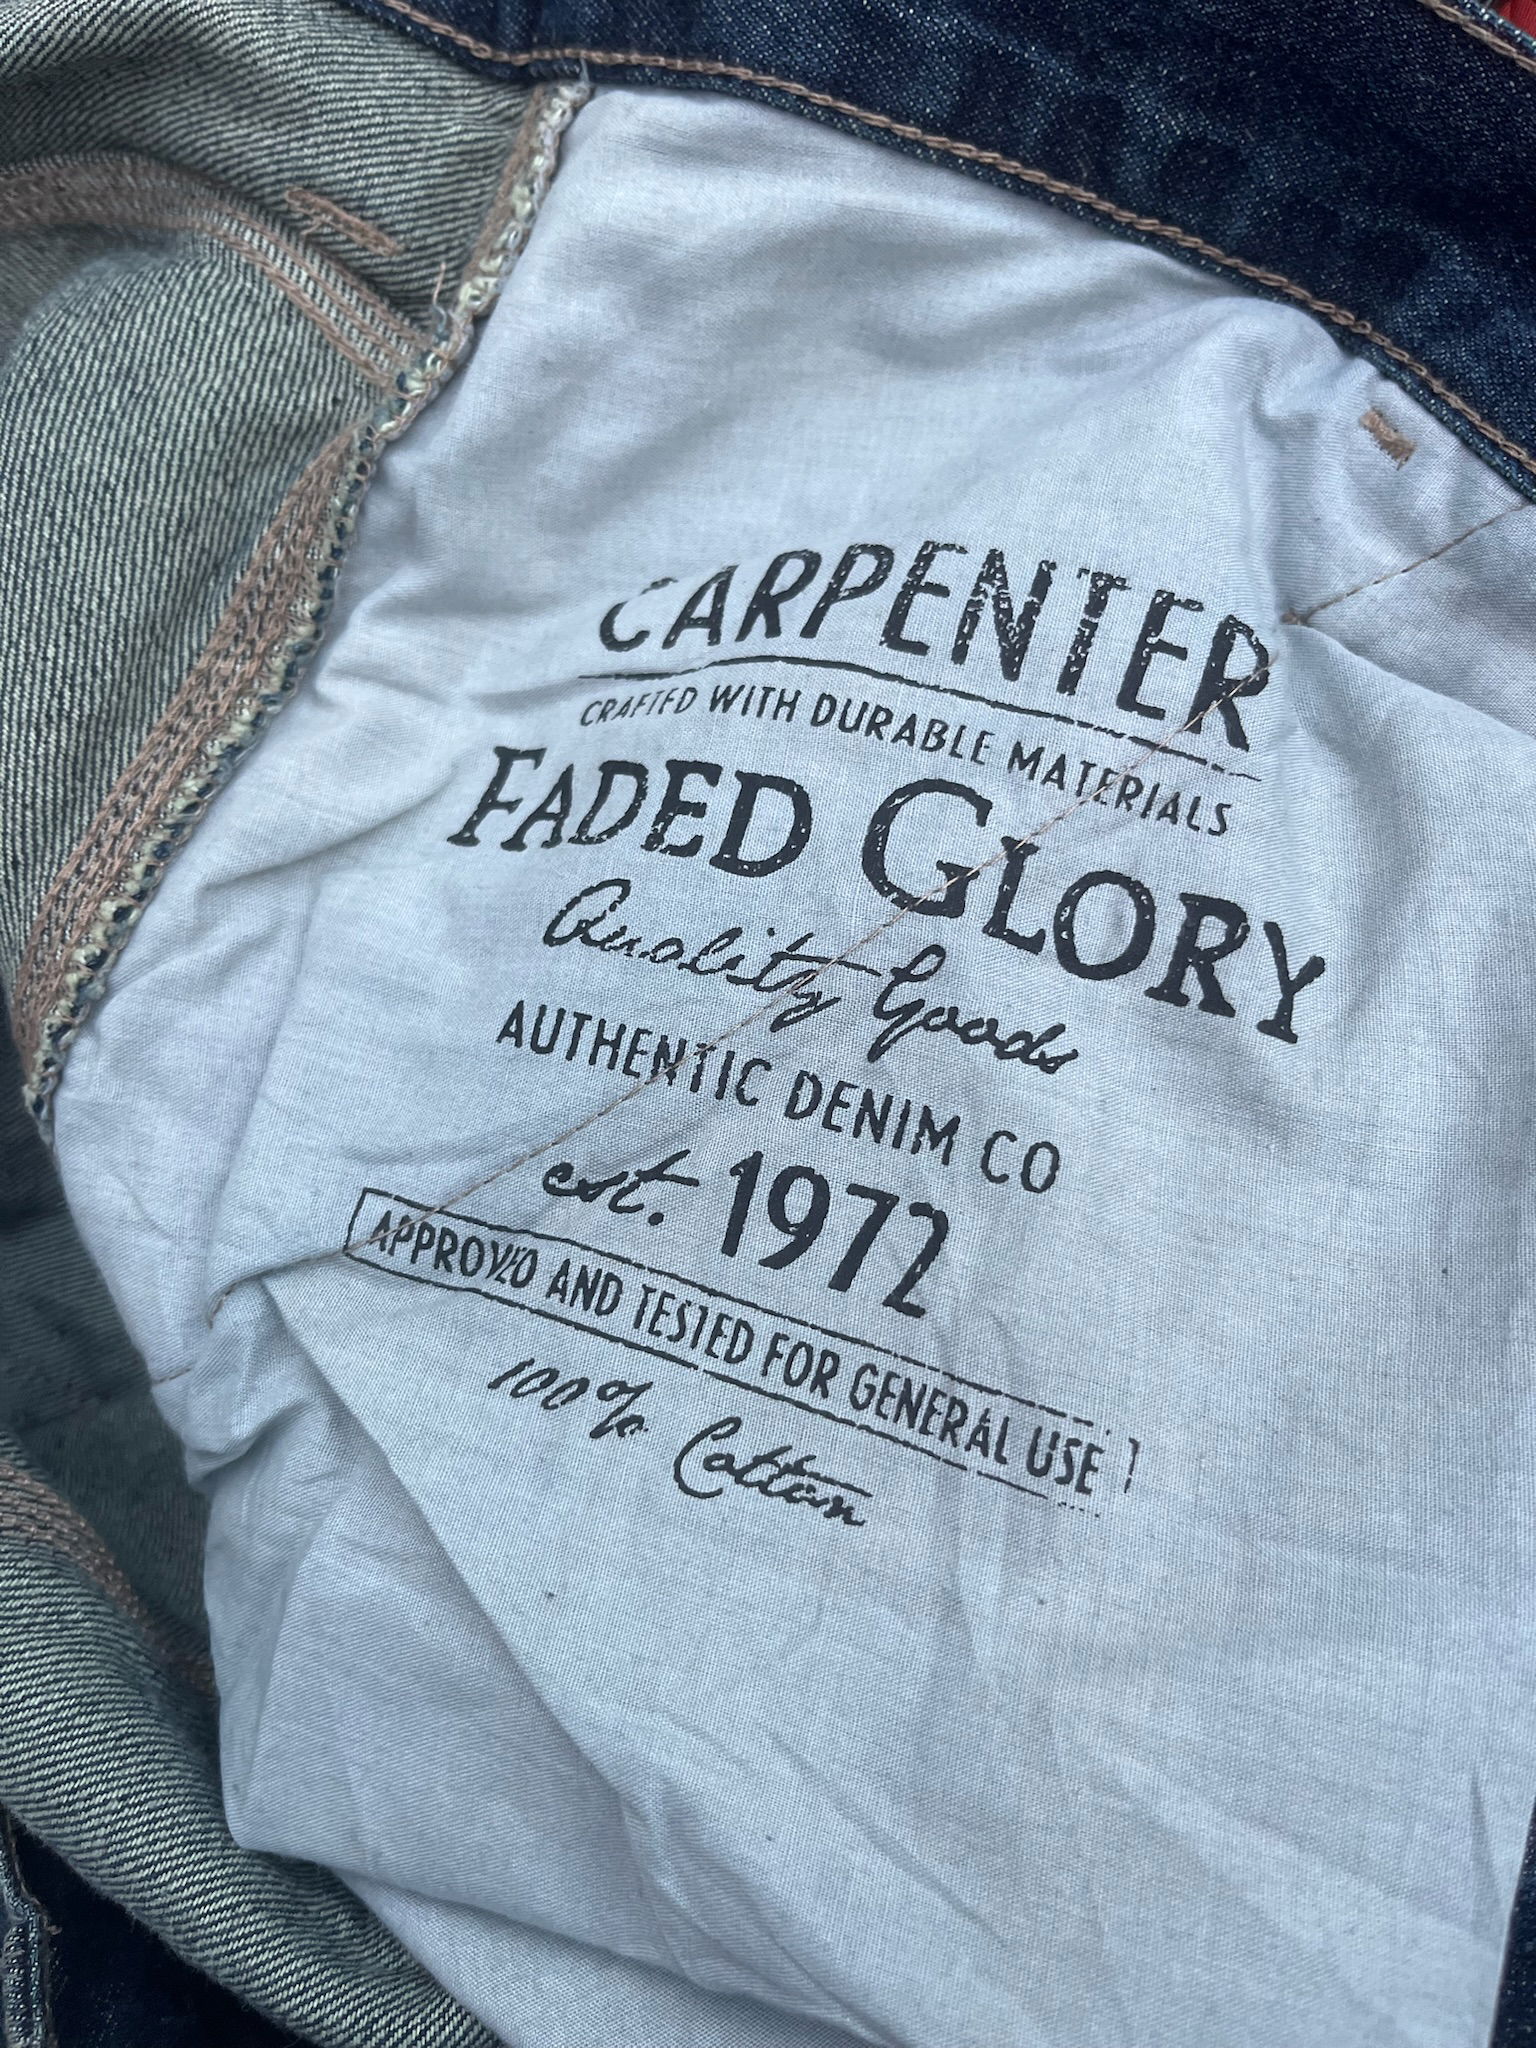 CARPENTER
CRAFTED WITH DURABLE MATERIALS
FADED GLORY
Quality Goods
AUTHENTIC DENIM CO
est. 1972
APPROVED AND TESTED FOR GENERAL USE
100% Cotton